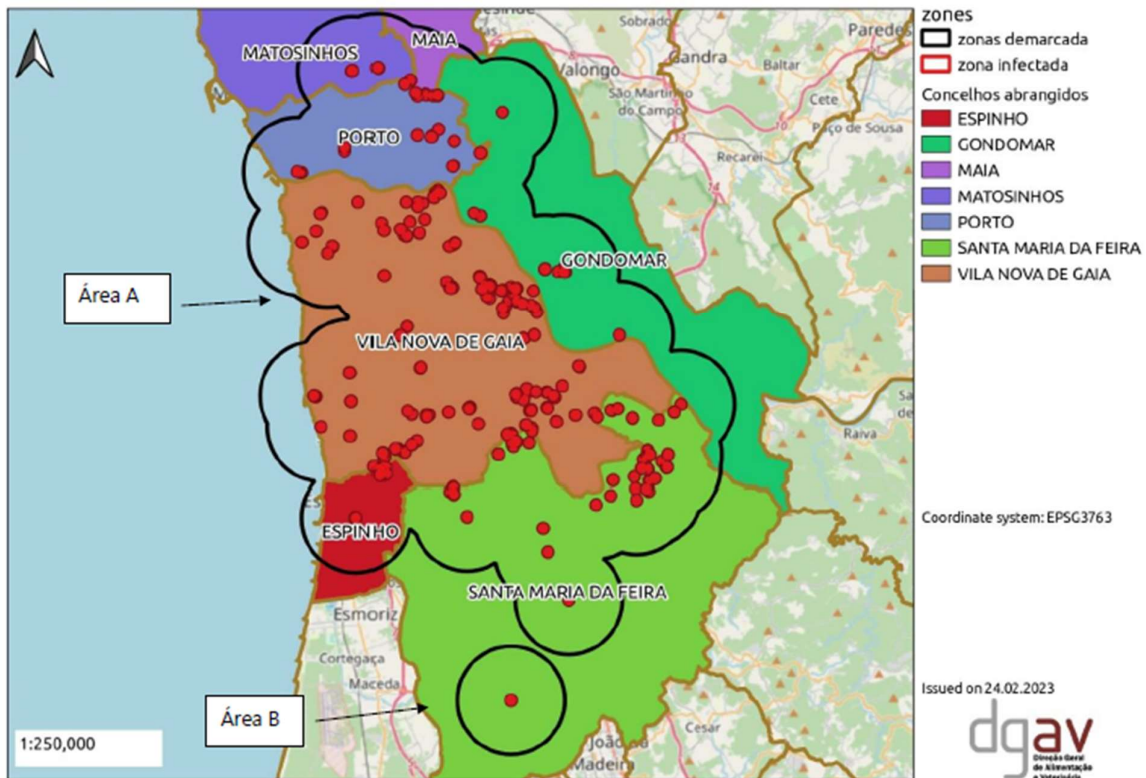 zones
zonas demarcada
zona infectada
Concelhos abrangidos
ESPINHO
GONDOMAR
MAIA
MATOSINHOS
PORTO
SANTA MARIA DA FEIRA
VILA NOVA DE GAIA
MATOSINHOS
MAIA
Sobrado
Paredes
Valongo
Gandra
Baltar
São Martinho
do Campo
Cete
Paço de Sousa
PORTO
Recarei
14
10
GONDOMAR
Área A
VILA NOVA DE GAIA
Raiva
Coordinate system: EPSG3763
ESPINHO
SANTA MARIA DA FEIRA
Esmoriz
Cortegaça
Maceda
Issued on 24.02.2023
Área B
Cesar
Madeira
1:250,000
dgav
Direção Geral
de Alimentação
e Veterinária